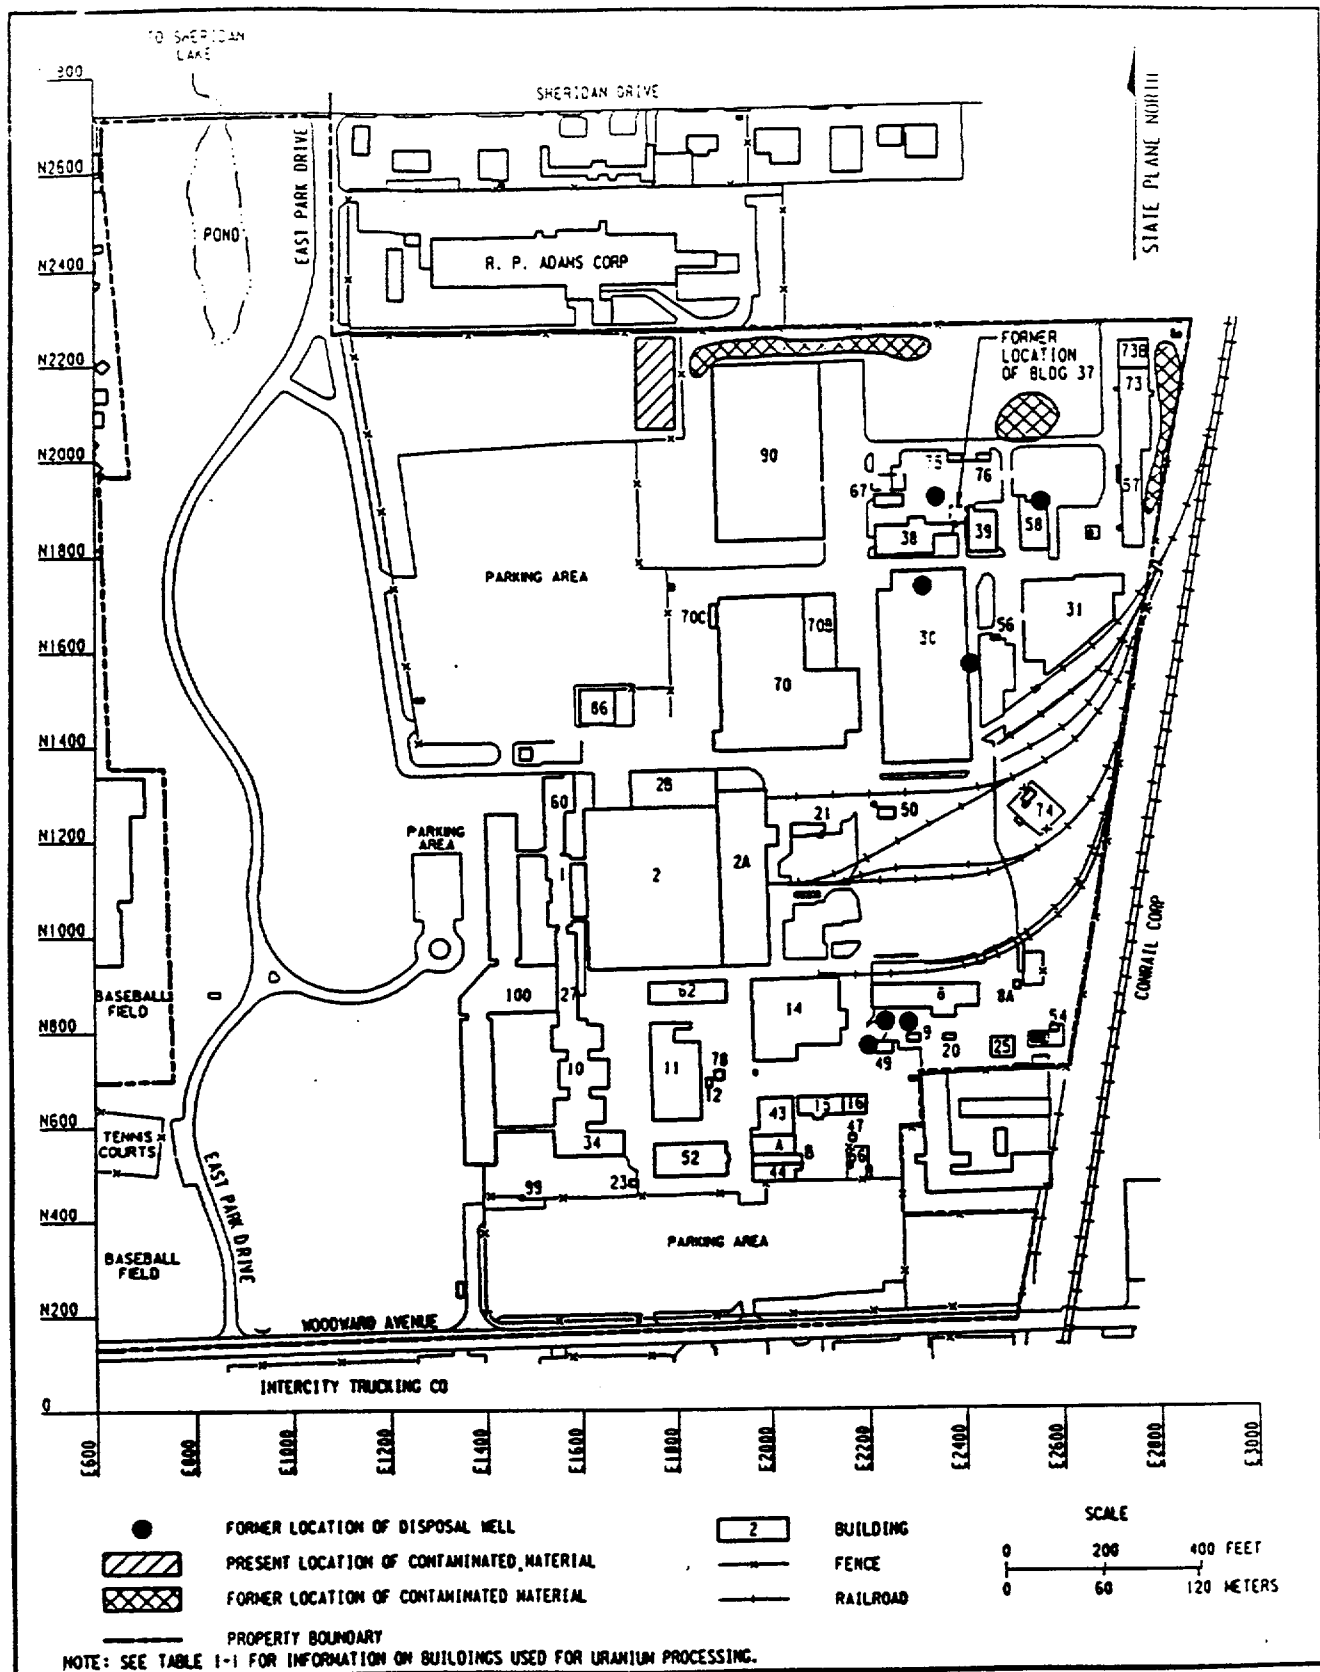 TO SHERIDAN
LAKE
SHERIDAN DRIVE
STATE PLANE NORTH
EAST PARK DRIVE
POND
R. P. ADAMS CORP
FORMER
LOCATION
OF BLDG 37
N2600
N2400
N2200
N2000
N1800
N1600
N1400
N1200
N1000
N800
N600
N400
N200
0
73B
73
57
90
75
76
67
58
38
39
PARKING AREA
70C
70B
70
56
31
66
60
2B
21
50
74
PARKING
AREA
1
2
2A
CONRAIL CORP
BASEBALL
FIELD
100
27
62
14
8A
54
9
20
25
49
10
11
78
12
43
15
16
47
TENNIS
COURTS
34
A
B
52
44
23
99
EAST PARK DRIVE
PARKING AREA
BASEBALL
FIELD
WOODWARD AVENUE
INTERCITY TRUCKING CO
E600
E800
E1000
E1200
E1400
E1600
E1800
E2000
E2200
E2400
E2600
E2800
E3000
FORMER LOCATION OF DISPOSAL WELL
PRESENT LOCATION OF CONTAMINATED MATERIAL
FORMER LOCATION OF CONTAMINATED MATERIAL
PROPERTY BOUNDARY
2 BUILDING
FENCE
RAILROAD
SCALE
0 200 400 FEET
0 60 120 METERS
NOTE: SEE TABLE 1-1 FOR INFORMATION ON BUILDINGS USED FOR URANIUM PROCESSING.